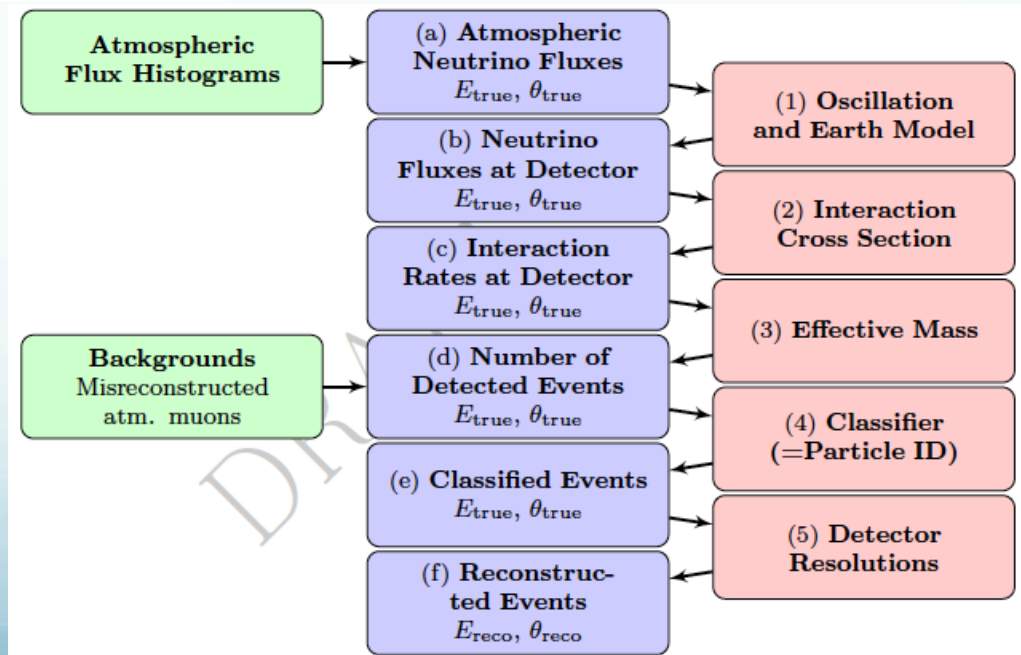 Atmospheric
Flux Histograms
(a) Atmospheric
Neutrino Fluxes
E_true, θ_true
(1) Oscillation
and Earth Model
(b) Neutrino
Fluxes at Detector
E_true, θ_true
(2) Interaction
Cross Section
(c) Interaction
Rates at Detector
E_true, θ_true
(3) Effective Mass
Backgrounds
Misreconstructed
atm. muons
(d) Number of
Detected Events
E_true, θ_true
(4) Classifier
(=Particle ID)
(e) Classified Events
E_true, θ_true
(5) Detector
Resolutions
(f) Reconstruc-
ted Events
E_reco, θ_reco